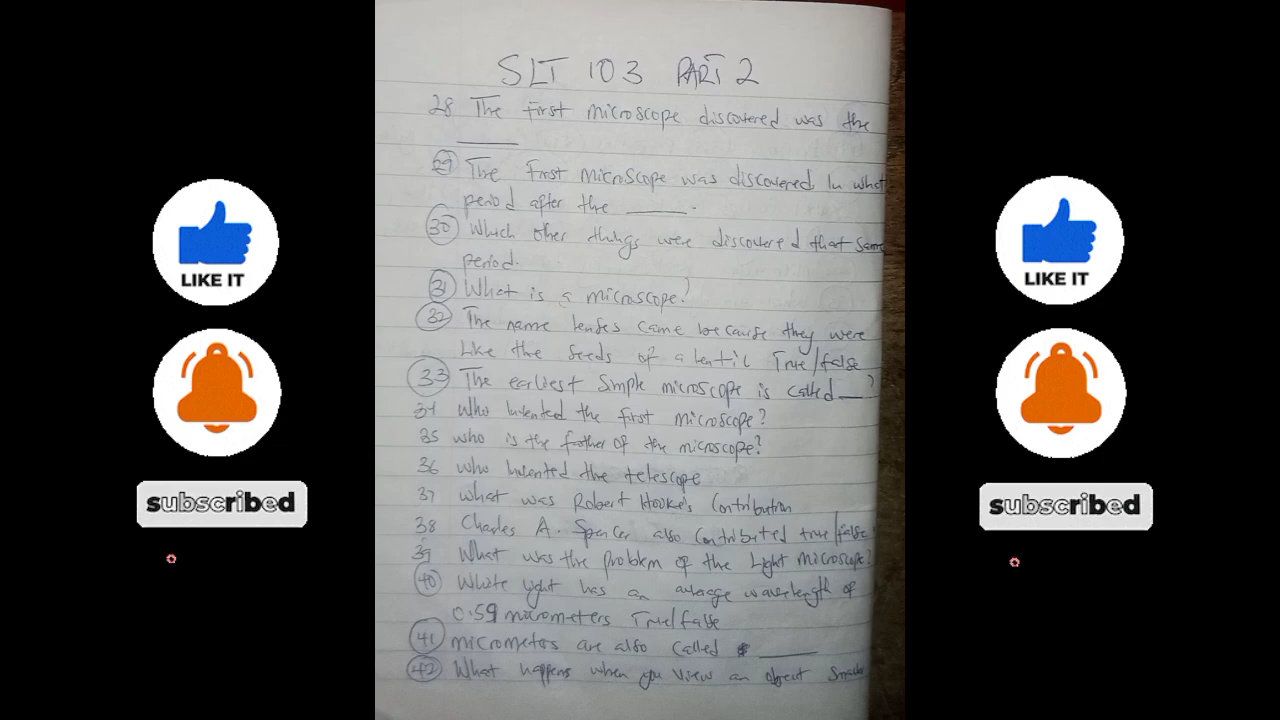 SLT 103 PART 2
28 The first microscope discovered was the
______
29 The first microscope was discovered in what
period after the ______.
30 Which other things were discovered that same
period.
31 What is a microscope?
32 The name lenses came because they were
like the seeds of a lentil True/false
33 The earliest simple microscope is called ___?
34 Who invented the first microscope?
35 who is the father of the microscope?
36 who invented the telescope
37 what was Robert Hooke's Contribution
38 Charles A. Spencer also contributed true/false
39 What was the problem of the Light microscope?
40 White light has an average wavelength of
0.59 micrometers True/false
41 micrometers are also called ______
42 What happens when you view an object
LIKE IT
subscribed
LIKE IT
subscribed